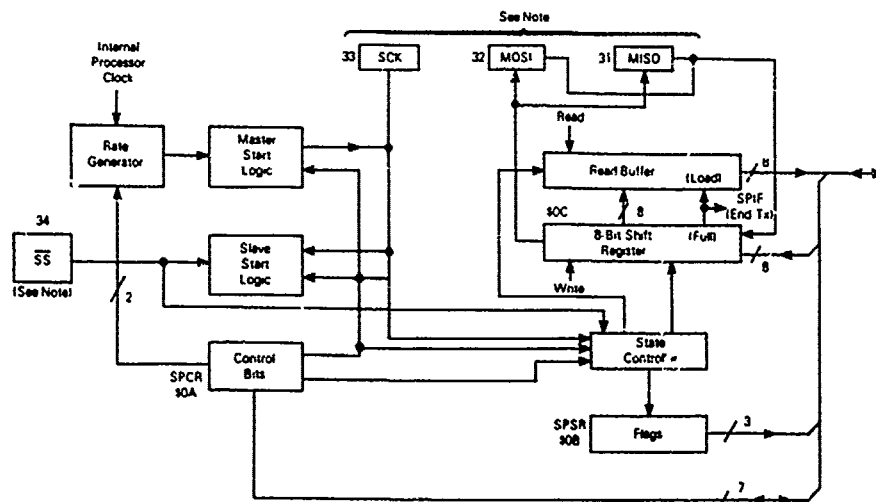 See Note
Internal
Processor
Clock
33
SCK
32
MOSI
31
MISO
Rate
Generator
Master
Start
Logic
Read
Read Buffer
(Load)
8
SPIF
(End Tx)
34
SS
(See Note)
2
Slave
Start
Logic
$0C
8
8-Bit Shift
Register
(Full)
8
Write
SPCR
$0A
Control
Bits
State
Control
SPSR
$0B
Flags
3
7